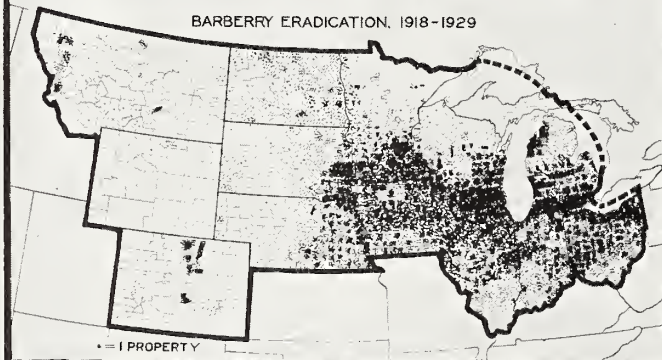 BARBERRY ERADICATION, 1918-1929
• = 1 PROPERTY